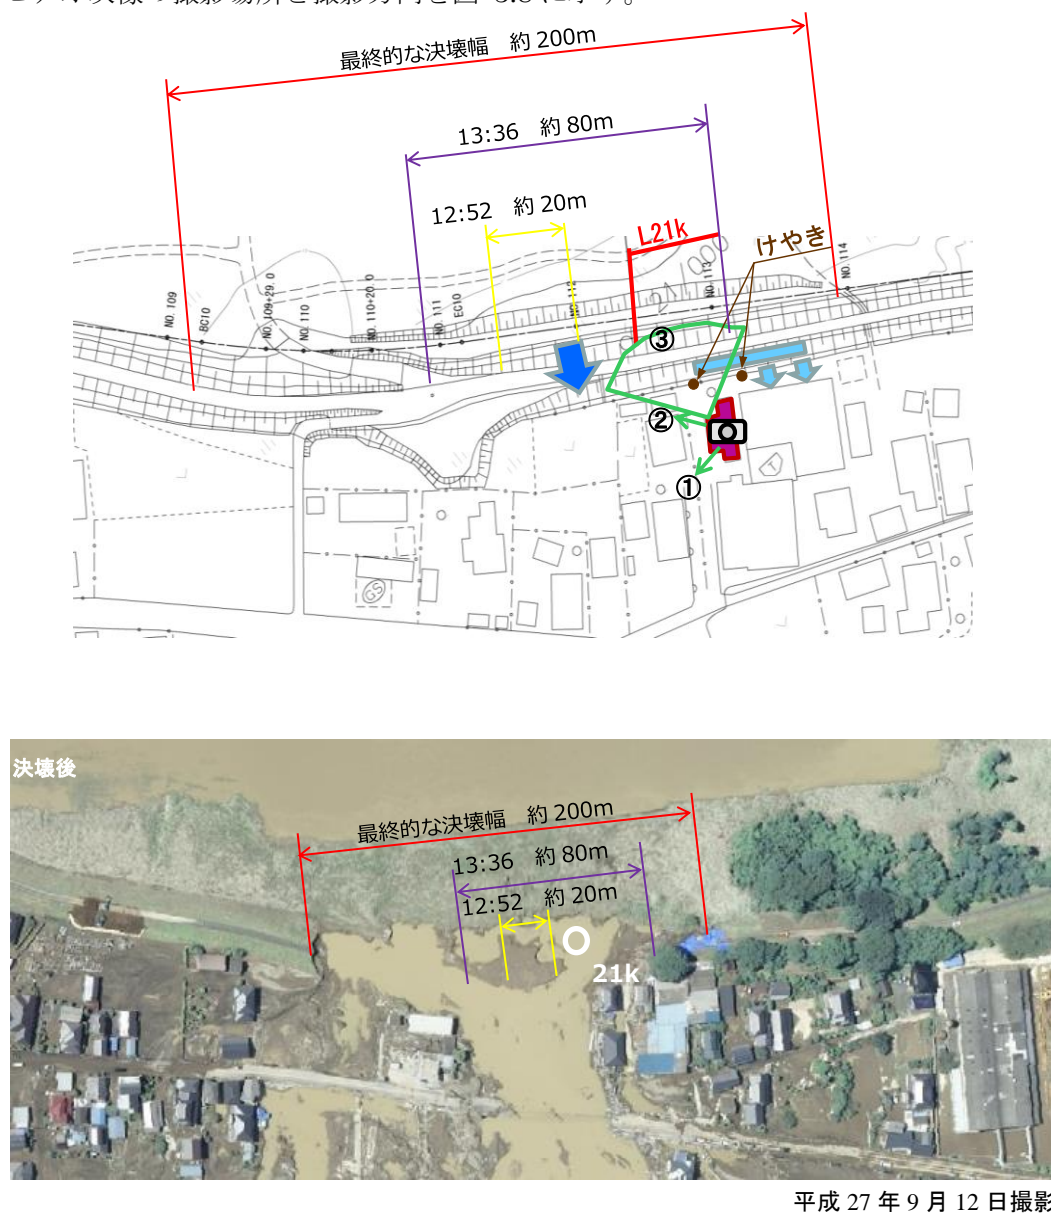 最終的な決壊幅 約 200m
13:36 約 80m
12:52 約 20m
L21k
けやき
NO.109
BC10
NO.109+29.0
NO.110
NO.110+20.0
NO.111
EC10
NO.112
NO.113
NO.114
③
②
①
T
GS
決壊後
最終的な決壊幅 約 200m
13:36 約 80m
12:52 約 20m
21k
平成 27 年 9 月 12 日撮影